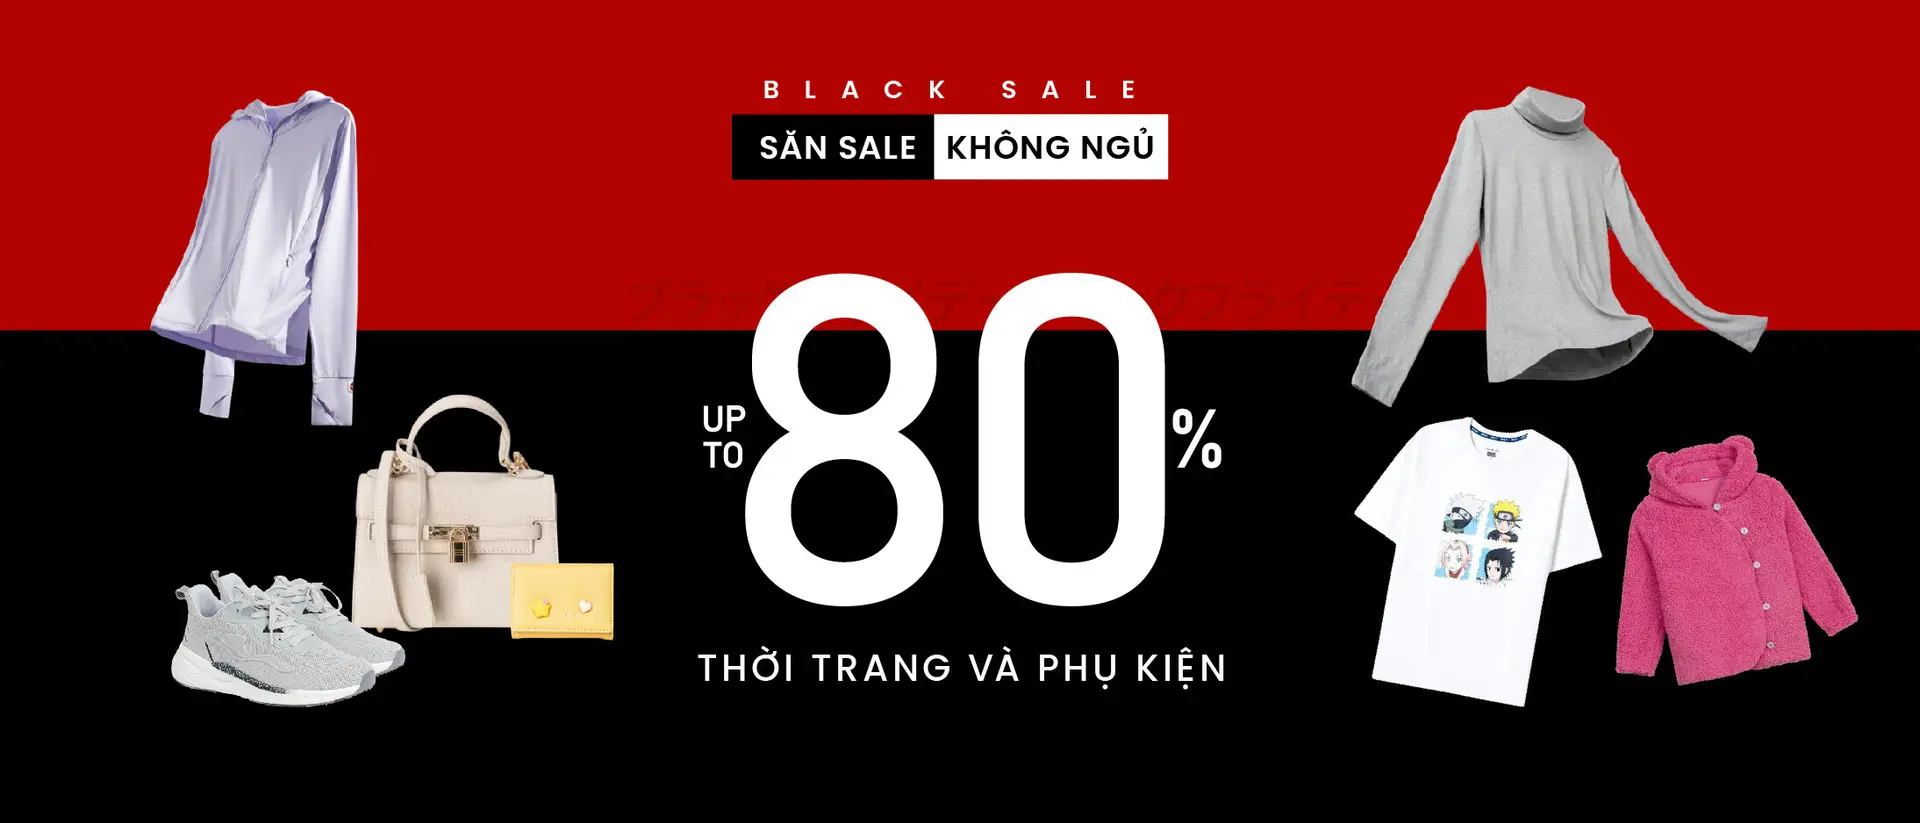 BLACK SALE
SĂN SALE KHÔNG NGỦ
UP TO 80%
THỜI TRANG VÀ PHỤ KIỆN